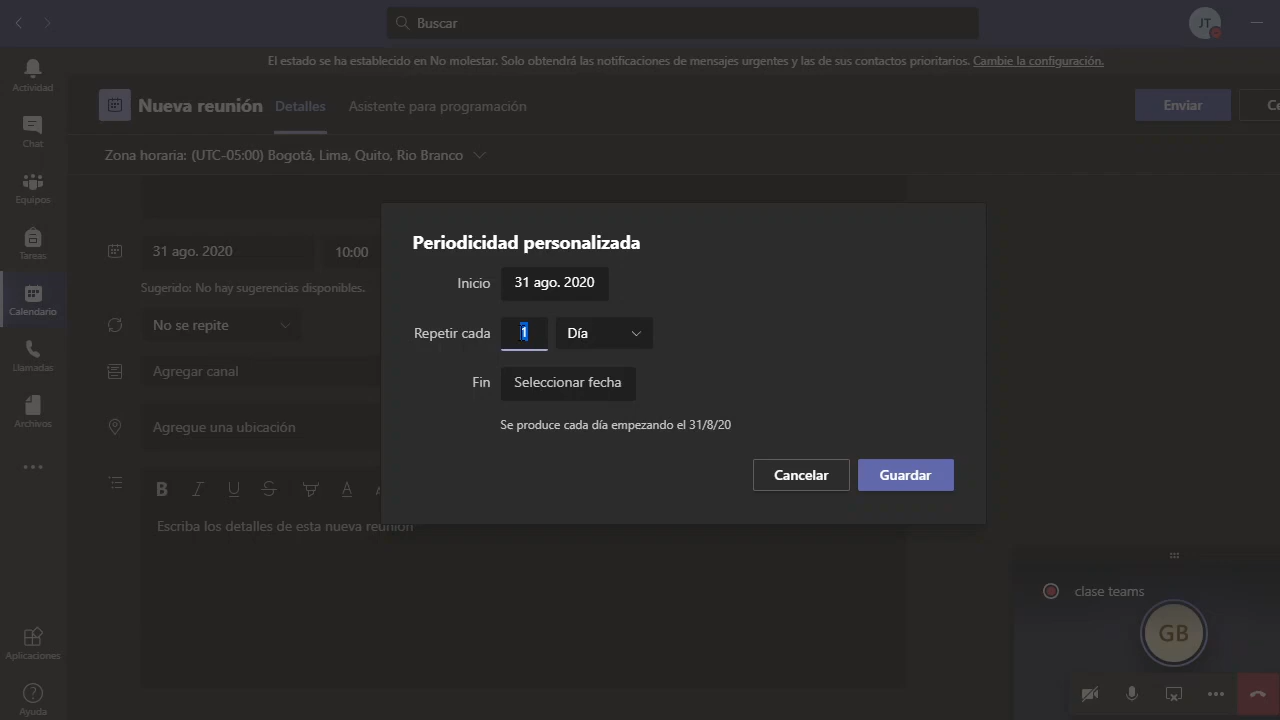 Buscar
JT
El estado se ha establecido en No molestar. Solo obtendrá las notificaciones de mensajes urgentes y las de sus contactos prioritarios. Cambie la configuración.
Actividad
Chat
Equipos
Tareas
Calendario
Llamadas
Archivos
Aplicaciones
Ayuda
Nueva reunión Detalles Asistente para programación
Enviar
Zona horaria: (UTC-05:00) Bogotá, Lima, Quito, Rio Branco
31 ago. 2020 10:00
Sugerido: No hay sugerencias disponibles.
No se repite
Agregar canal
Agregue una ubicación
B I U S A
Escriba los detalles de esta nueva reunión
Periodicidad personalizada
Inicio 31 ago. 2020
Repetir cada 1 Día
Fin Seleccionar fecha
Se produce cada día empezando el 31/8/20
Cancelar Guardar
clase teams
GB